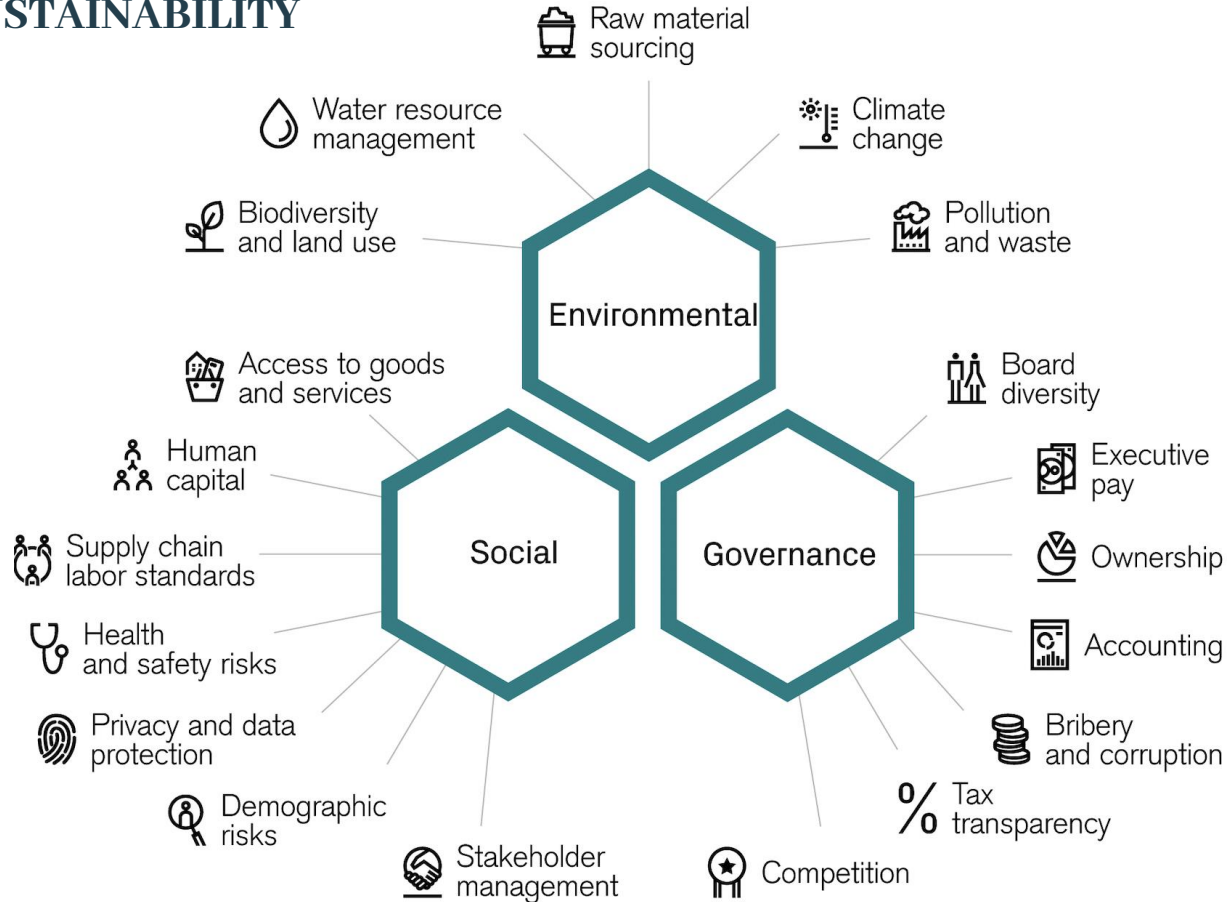 STAINABILITY
Raw material
sourcing
Water resource
management
Climate
change
Biodiversity
and land use
Pollution
and waste
Environmental
Access to goods
and services
Board
diversity
Human
capital
Executive
pay
Supply chain
labor standards
Social
Governance
Ownership
Health
and safety risks
Accounting
Privacy and data
protection
Bribery
and corruption
Demographic
risks
% Tax
transparency
Stakeholder
management
Competition